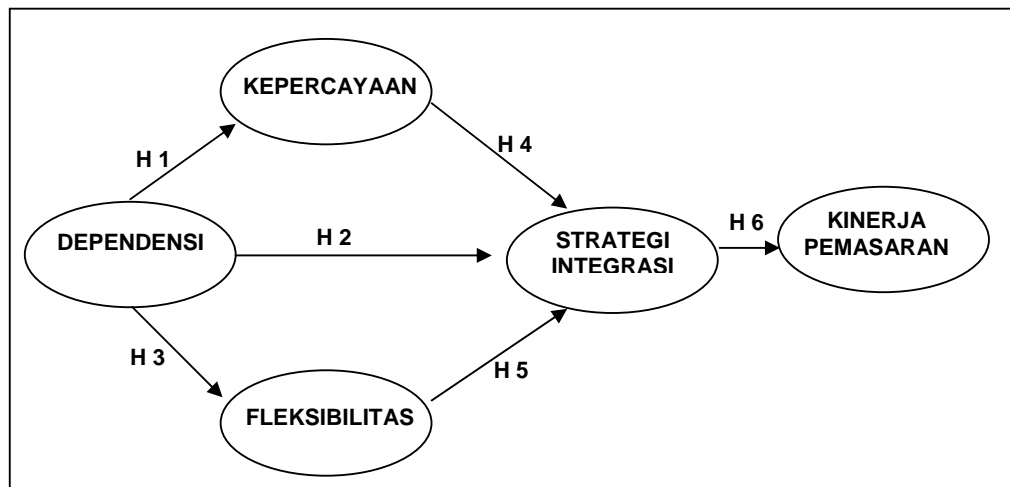 KEPERCAYAAN
H 1
H 4
DEPENDENSI
H 2
STRATEGI
INTEGRASI
H 6
KINERJA
PEMASARAN
H 3
H 5
FLEKSIBILITAS